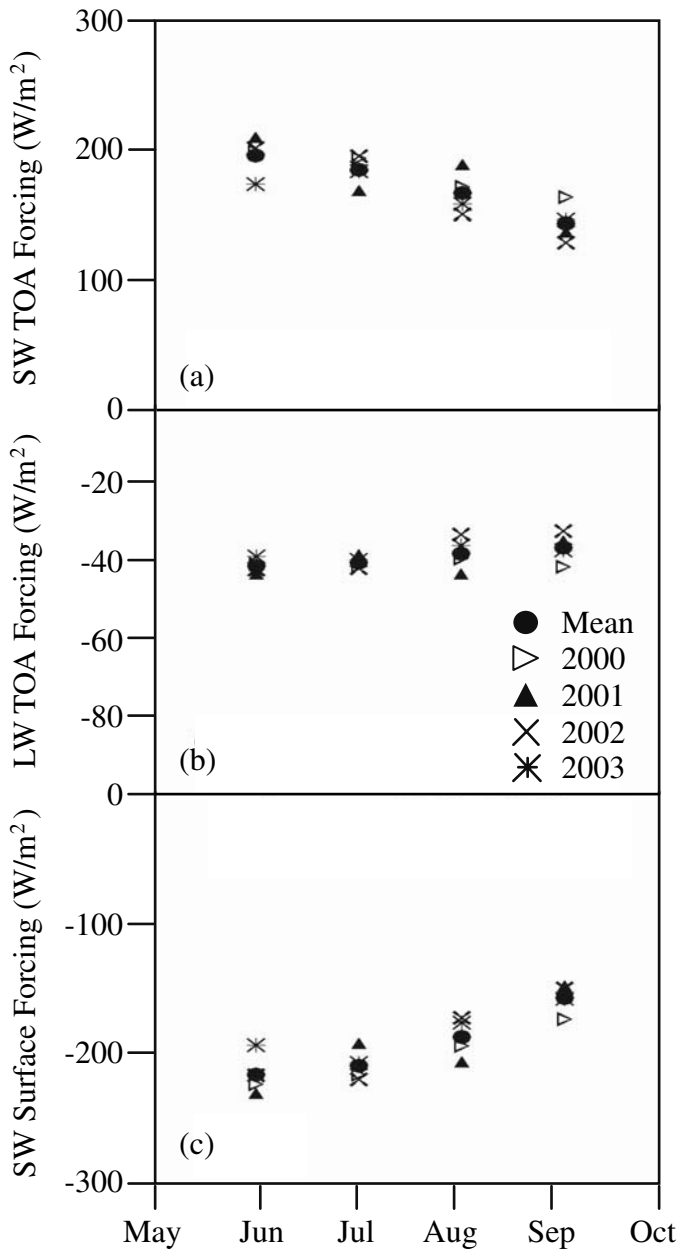 300
200
100
0
SW TOA Forcing (W/m²)
(a)
-20
-40
-60
-80
0
LW TOA Forcing (W/m²)
(b)
Mean
2000
2001
2002
2003
-100
-200
-300
SW Surface Forcing (W/m²)
(c)
May Jun Jul Aug Sep Oct